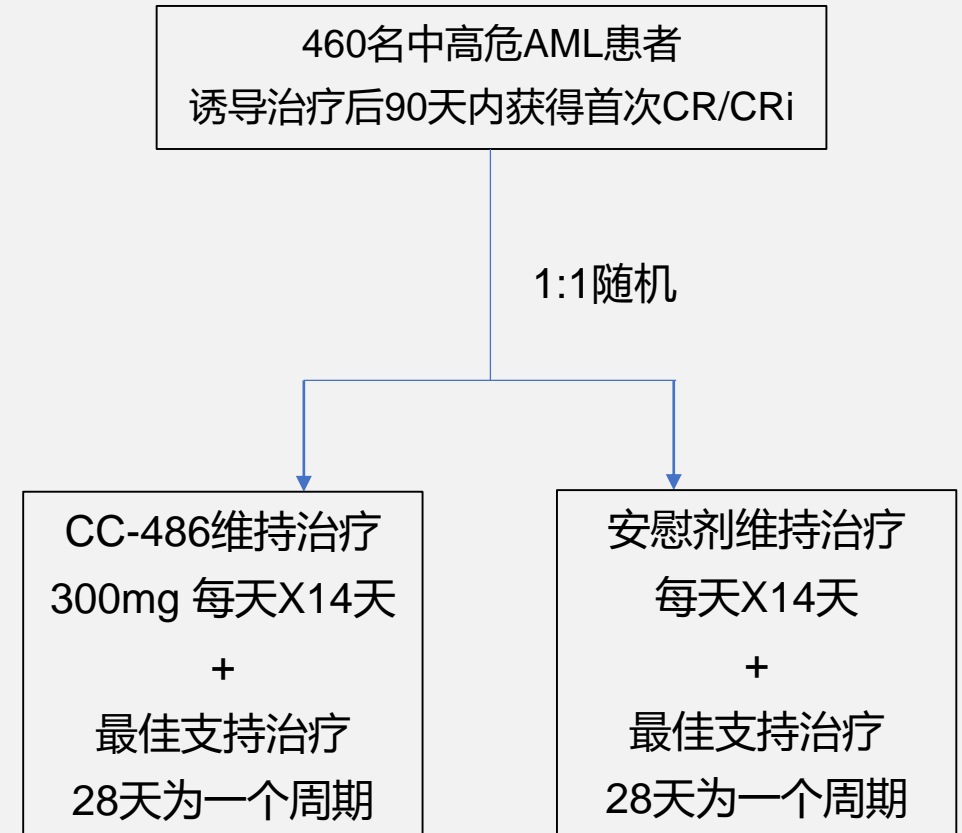 460名中高危AML患者
诱导治疗后90天内获得首次CR/CRi
1:1随机
CC-486维持治疗
300mg 每天X14天
+
最佳支持治疗
28天为一个周期
安慰剂维持治疗
每天X14天
+
最佳支持治疗
28天为一个周期